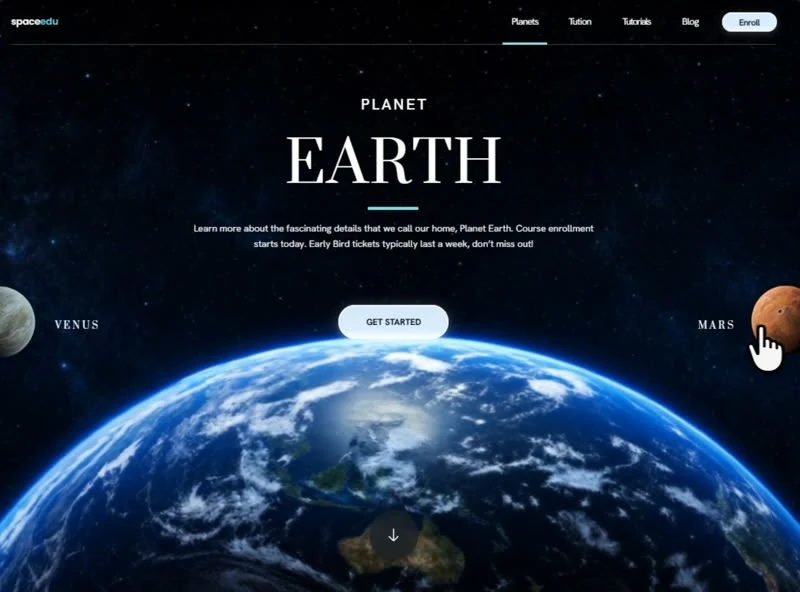 spaceedu
Planets
Tution
Tutorials
Blog
Enroll
PLANET
EARTH
Learn more about the fascinating details that we call our home, Planet Earth. Course enrollment
starts today. Early Bird tickets typically last a week, don't miss out!
VENUS
GET STARTED
MARS